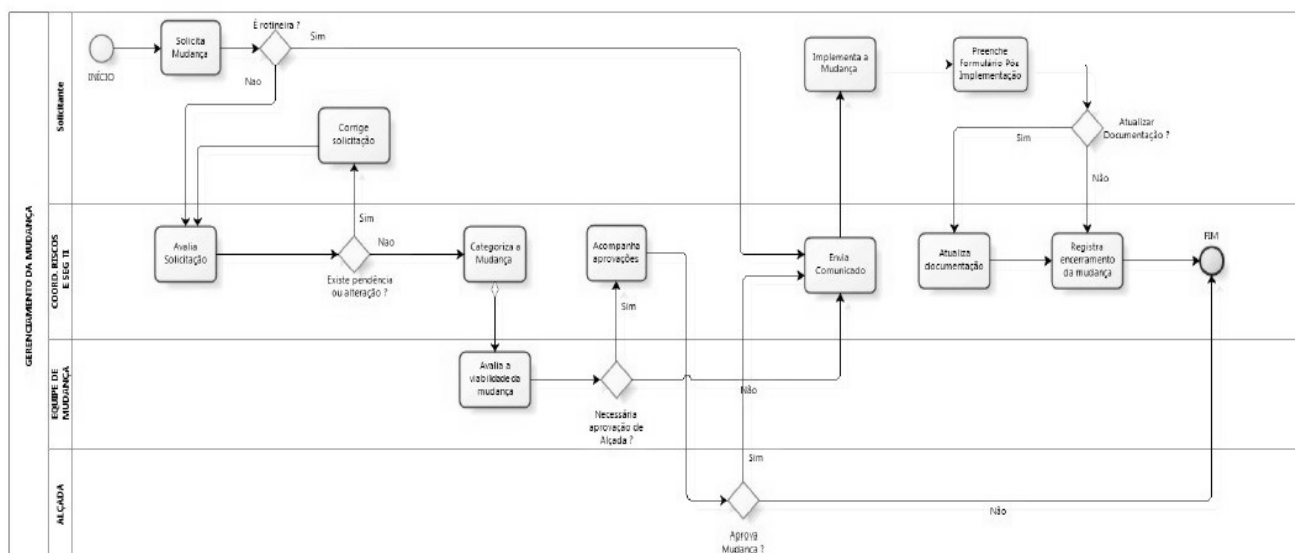 GERENCIAMENTO DA MUDANÇA
Solicitante
INÍCIO
Solicita
Mudança
É rotineira ?
Sim
Nao
Corrige
solicitação
Implementa a
Mudança
Preenche
Formulário Pós
Implementação
Atualizar
Documentação ?
Sim
Não
COORD. RISCOS
E SEG TI
Avalia
Solicitação
Sim
Nao
Existe pendência
ou alteração ?
Categoriza a
Mudança
Acompanha
aprovações
Sim
Envia
Comunicado
Atualiza
documentação
Registra
encerramento
da mudança
FIM
EQUIPE DE
MUDANÇA
Avalia a
viabilidade da
mudança
Necessária
aprovação de
Alçada ?
Não
ALÇADA
Sim
Não
Aprova
Mudança ?